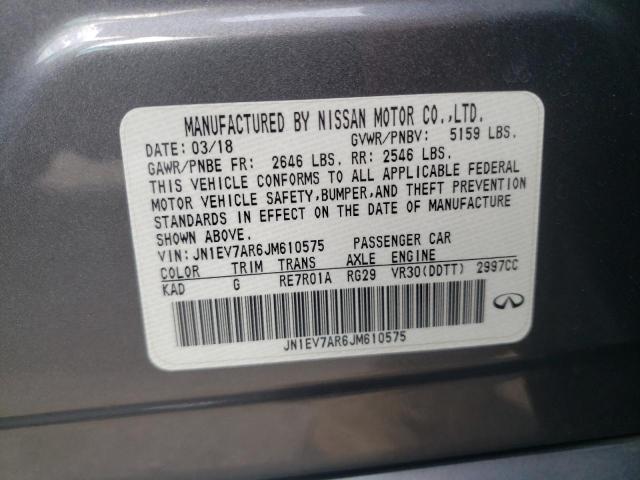 MANUFACTURED BY NISSAN MOTOR CO.,LTD.
DATE: 03/18 GVWR/PNBV: 5159 LBS.
GAWR/PNBE FR: 2646 LBS. RR: 2546 LBS.
THIS VEHICLE CONFORMS TO ALL APPLICABLE FEDERAL
MOTOR VEHICLE SAFETY,BUMPER,AND THEFT PREVENTION
STANDARDS IN EFFECT ON THE DATE OF MANUFACTURE
SHOWN ABOVE.
VIN: JN1EV7AR6JM610575 PASSENGER CAR
COLOR TRIM TRANS AXLE ENGINE
KAD G RE7R01A RG29 VR30(DDTT) 2997CC
JN1EV7AR6JM610575